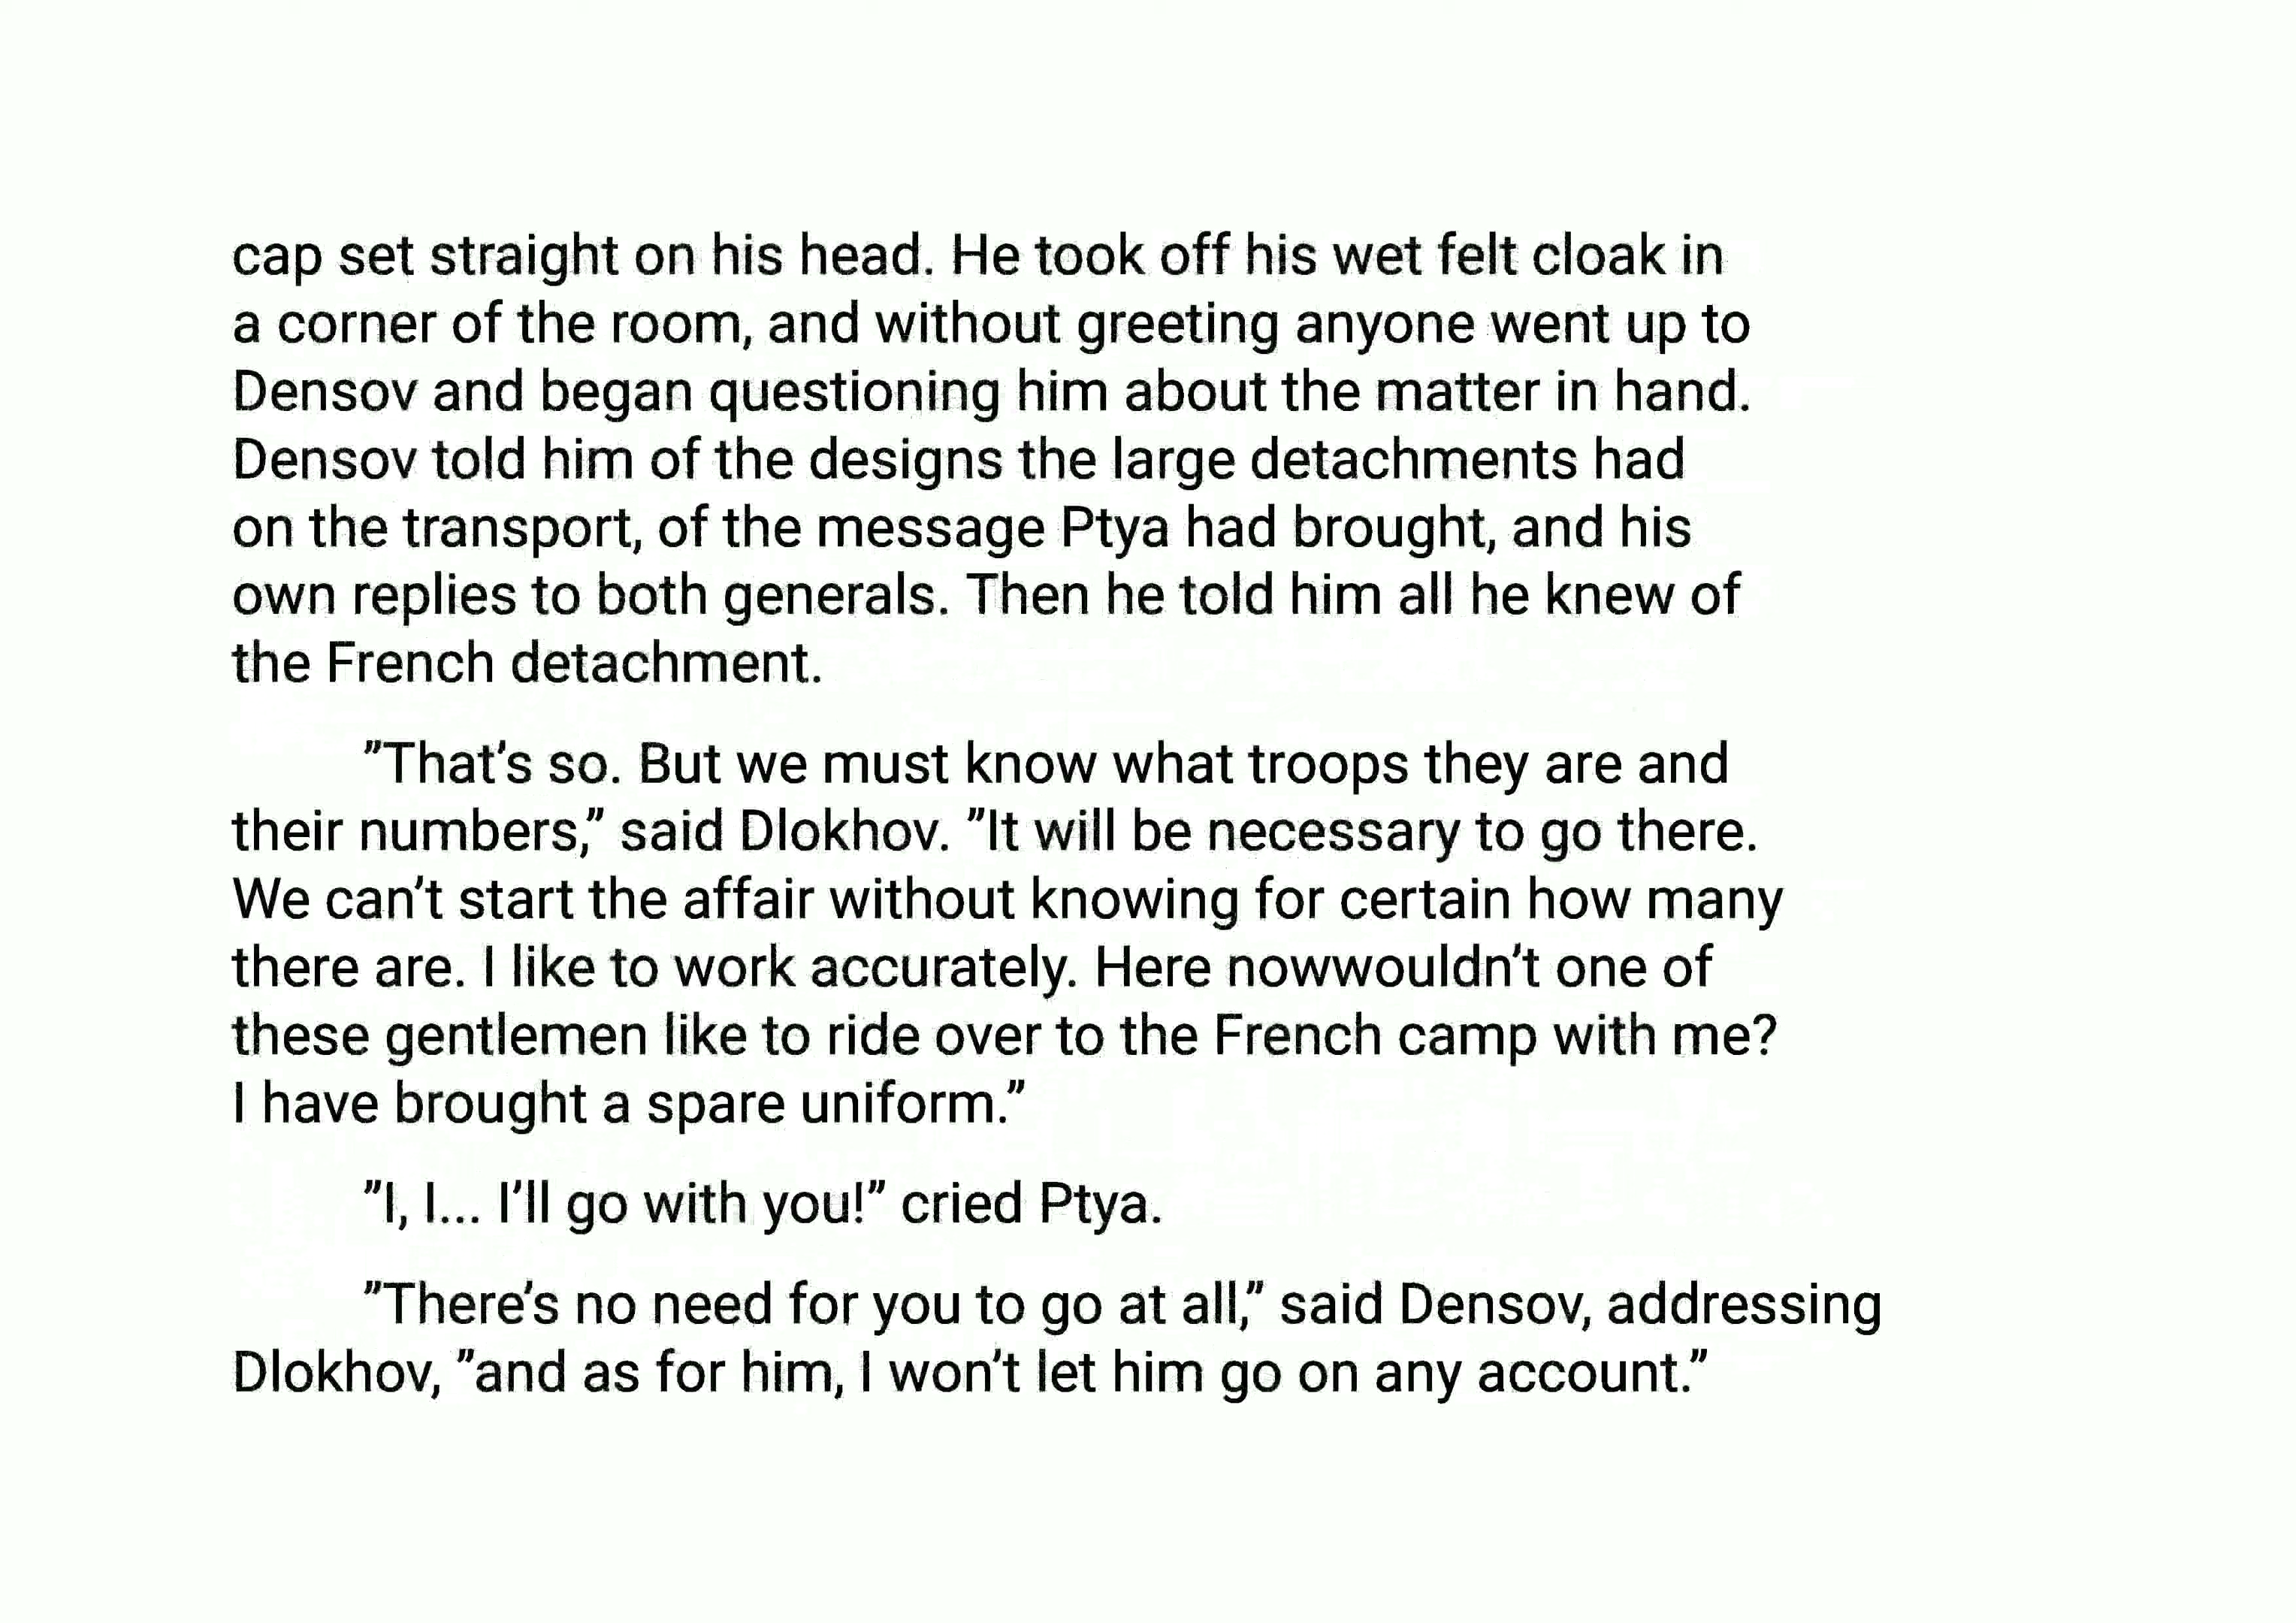 cap set straight on his head. He took off his wet felt cloak in
a corner of the room, and without greeting anyone went up to
Densov and began questioning him about the matter in hand.
Densov told him of the designs the large detachments had
on the transport, of the message Ptya had brought, and his
own replies to both generals. Then he told him all he knew of
the French detachment.
”That’s so. But we must know what troops they are and
their numbers,” said Dlokhov. ”It will be necessary to go there.
We can’t start the affair without knowing for certain how many
there are. I like to work accurately. Here nowwouldn’t one of
these gentlemen like to ride over to the French camp with me?
I have brought a spare uniform.”
”I, I... I’ll go with you!” cried Ptya.
”There’s no need for you to go at all,” said Densov, addressing
Dlokhov, ”and as for him, I won’t let him go on any account.”